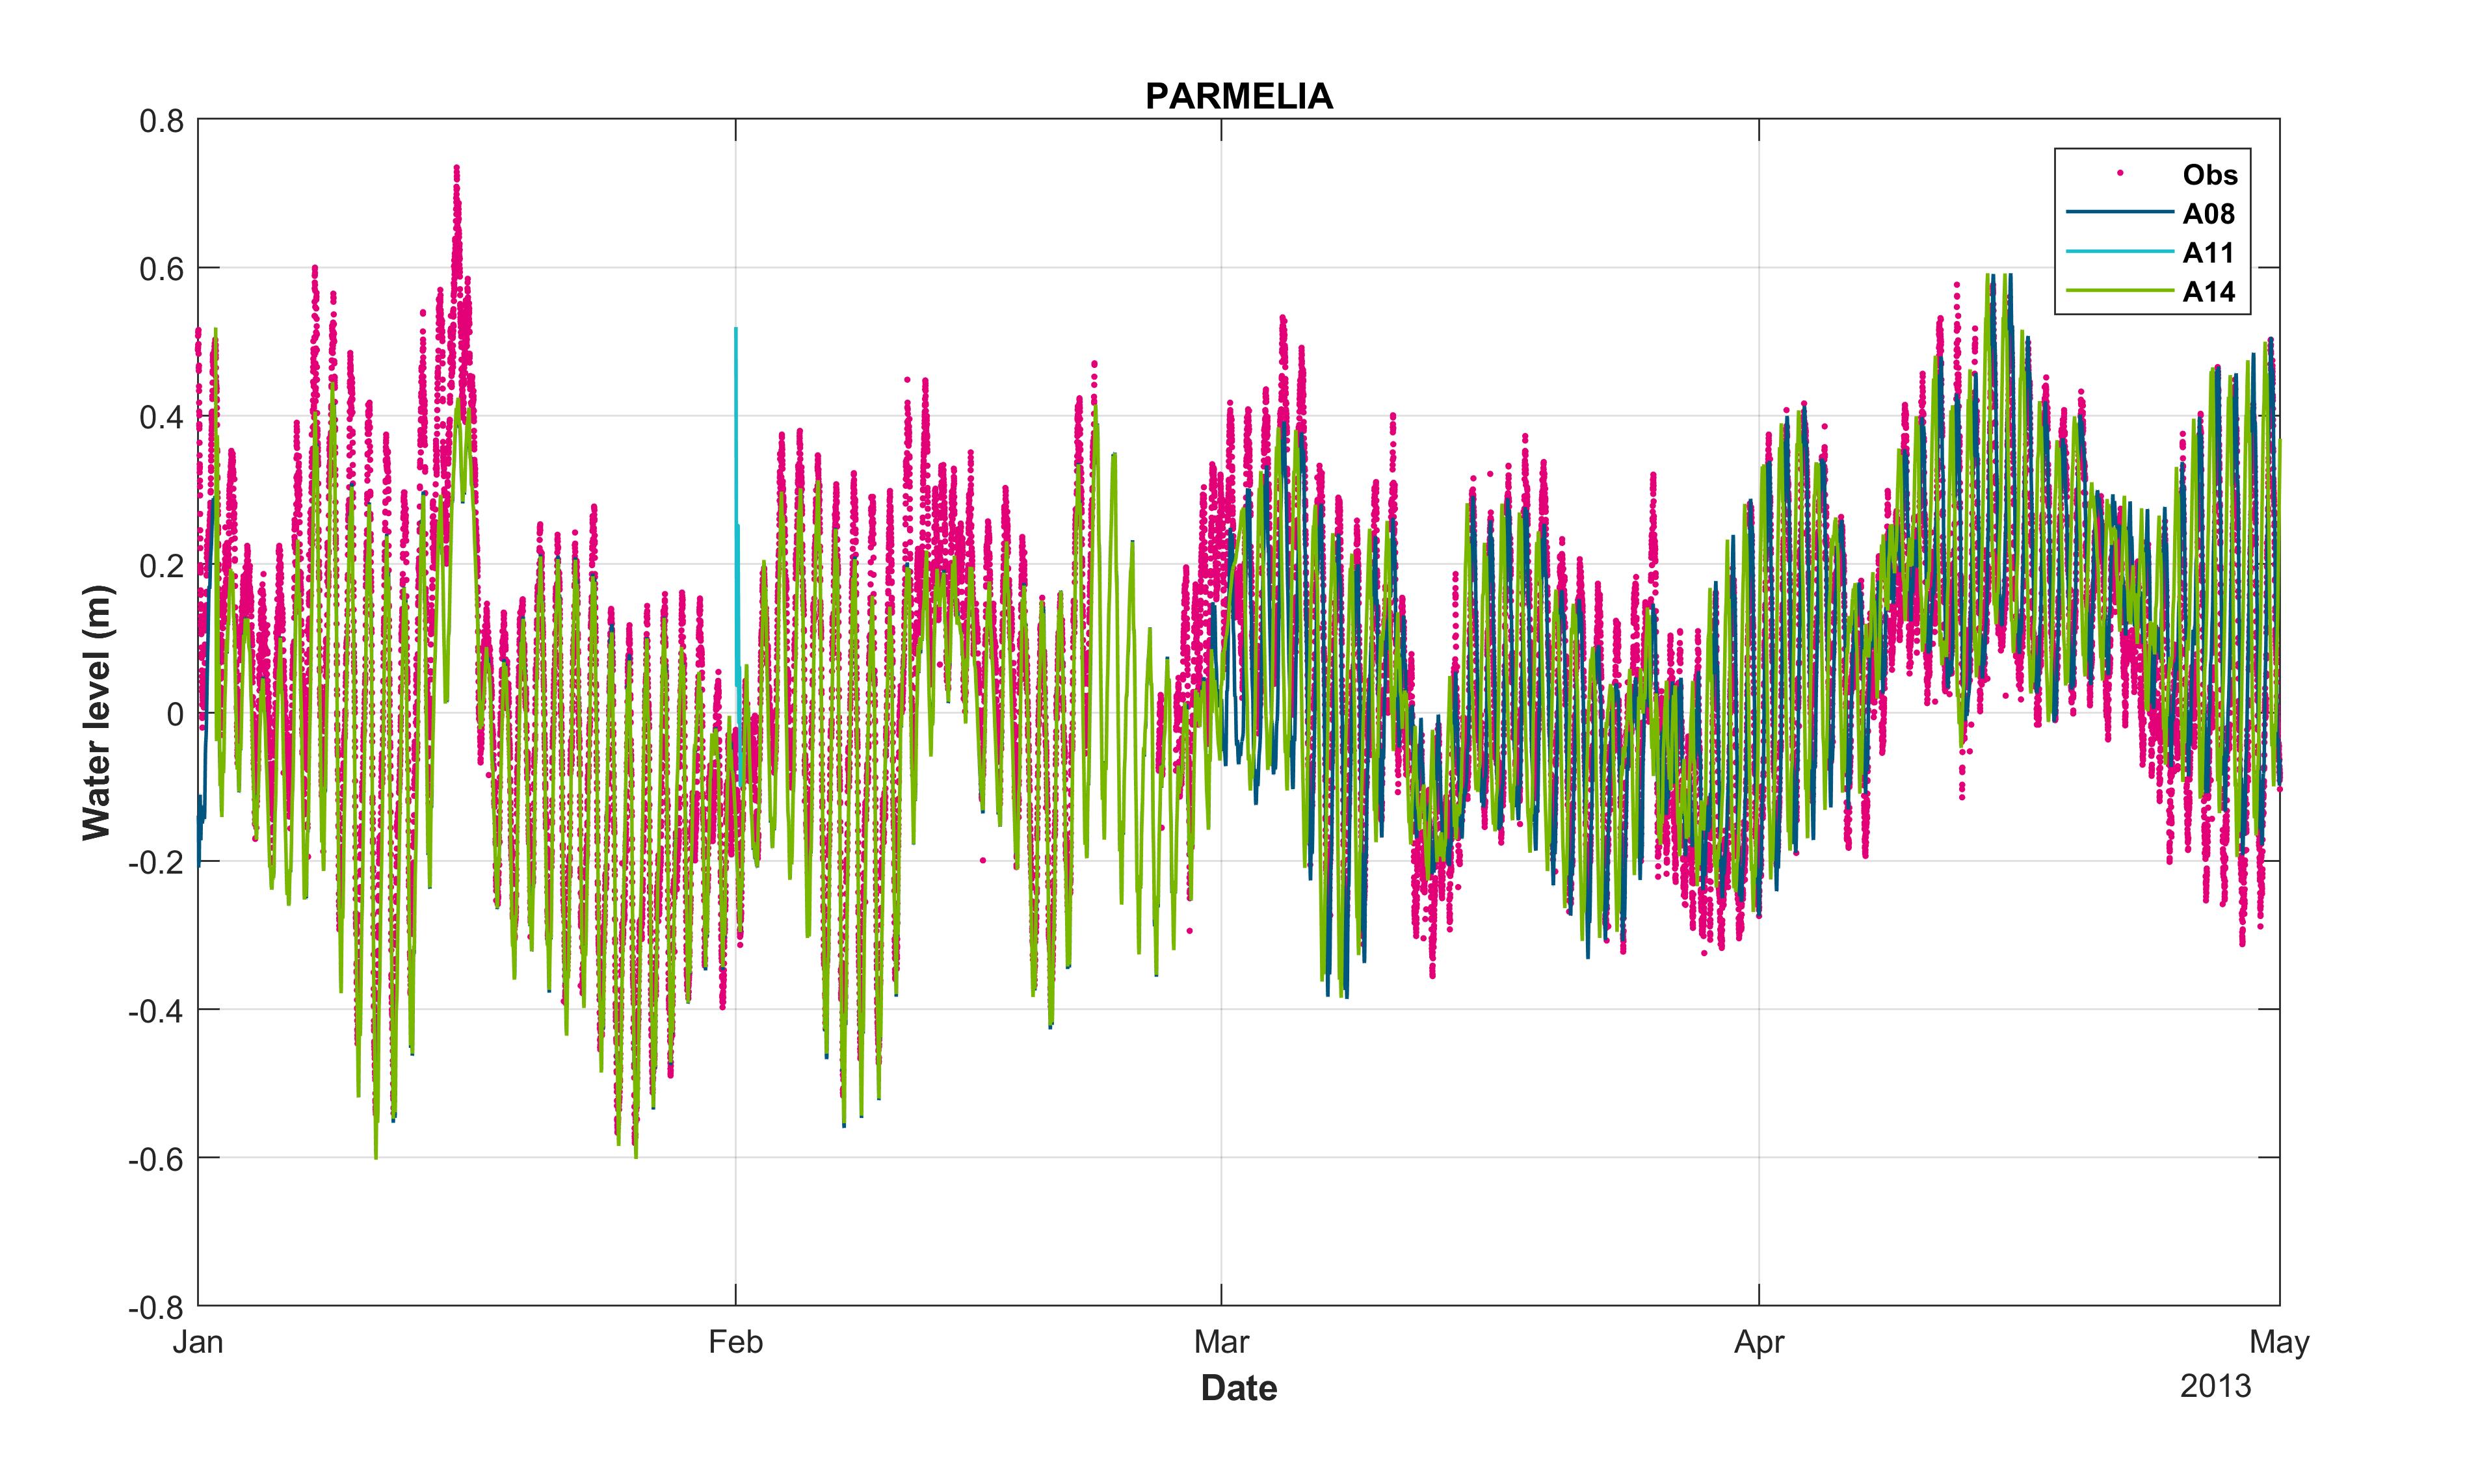 PARMELIA
0.8
0.6
0.4
0.2
0
-0.2
-0.4
-0.6
-0.8
Water level (m)
Obs
A08
A11
A14
Jan
Feb
Mar
Apr
May
Date
2013